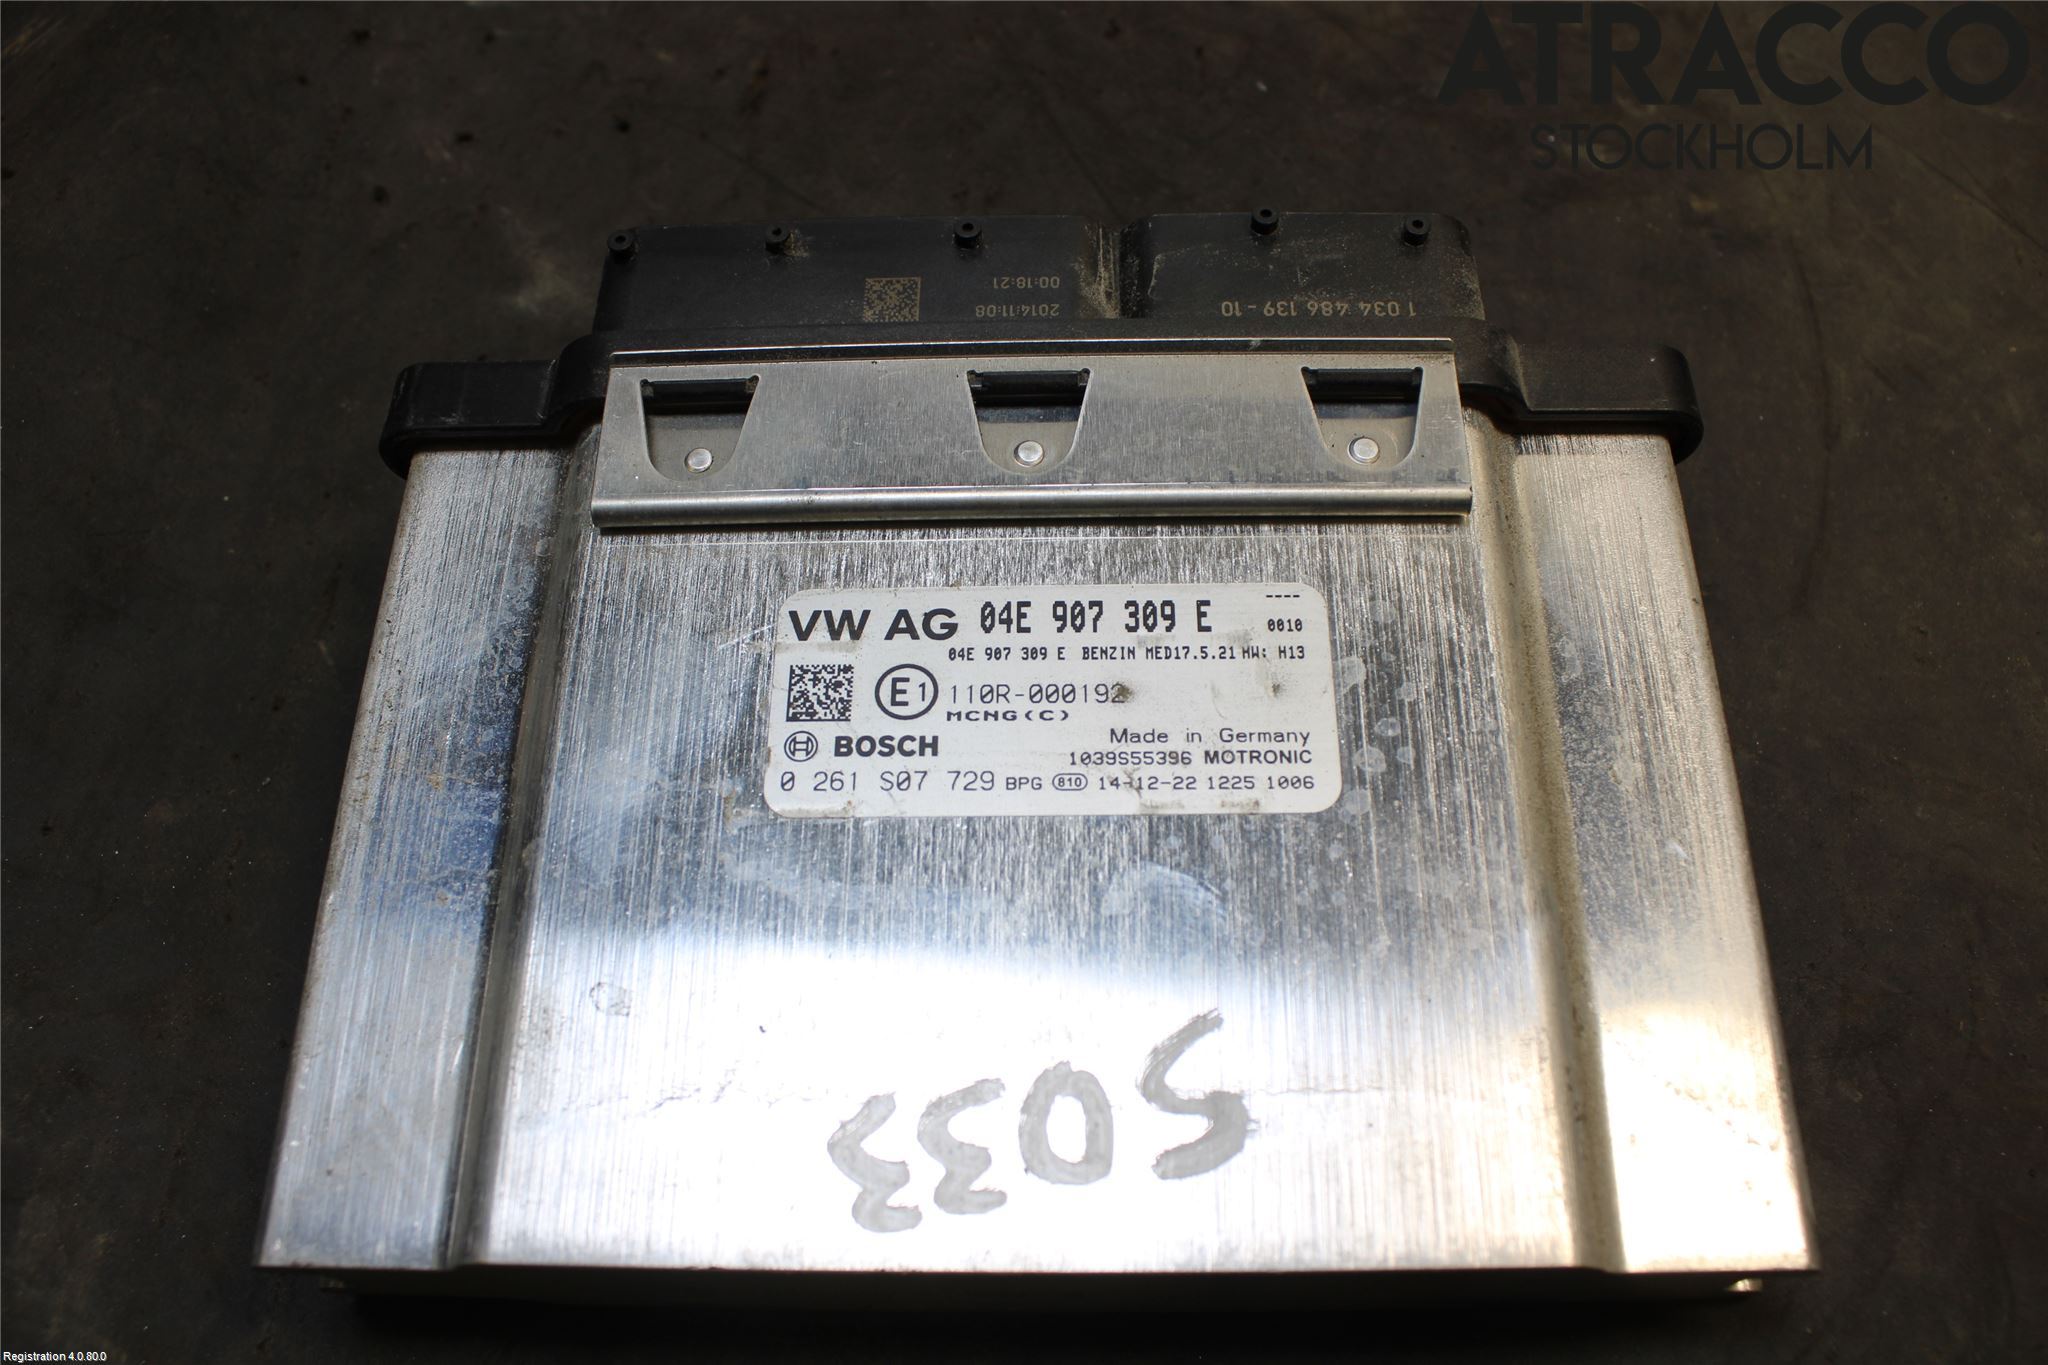 ATRACCO
STOCKHOLM
00:18:21
2014:11:08
1 034 486 139-10
VW AG 04E 907 309 E ----
0010
04E 907 309 E BENZIN MED17.5.21 HW: H13
E1 110R-000192
MCNG(C)
BOSCH
Made in Germany
1039S55396 MOTRONIC
0 261 S07 729 BPG 810 14-12-22 1225 1006
S033
Registration 4.0.80.0